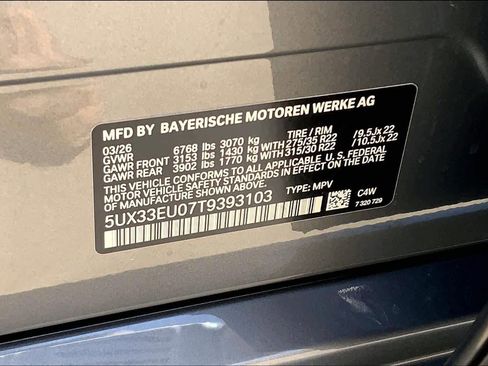 MFD BY BAYERISCHE MOTOREN WERKE AG
03/26 TIRE / RIM
GVWR 6768 lbs 3070 kg
GAWR FRONT 3153 lbs 1430 kg WITH 275/35 R22 / 9.5Jx22
GAWR REAR 3902 lbs 1770 kg WITH 315/30 R22 / 10.5Jx22
THIS VEHICLE CONFORMS TO ALL APPLICABLE U.S. FEDERAL
MOTOR VEHICLE SAFETY STANDARDS IN EFFECT ON THE
DATE OF MANUFACTURE SHOWN ABOVE.
5UX33EU07T9393103 TYPE: MPV C4W
7 320 729